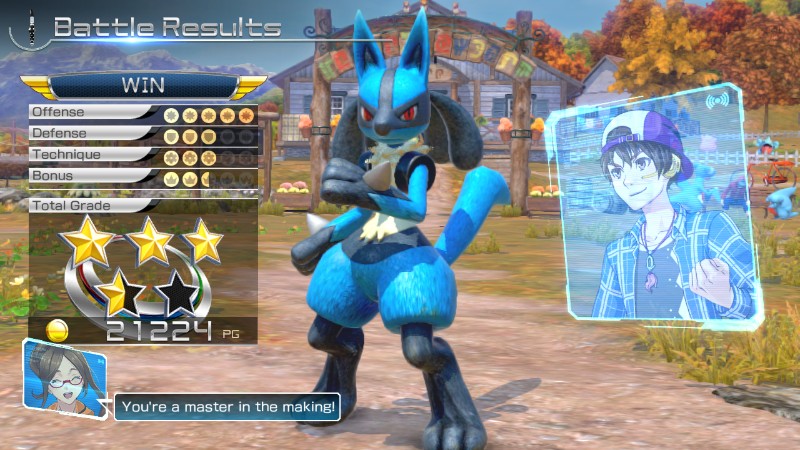 Battle Results
WIN
Offense
Defense
Technique
Bonus
Total Grade
21224 PG
You're a master in the making!